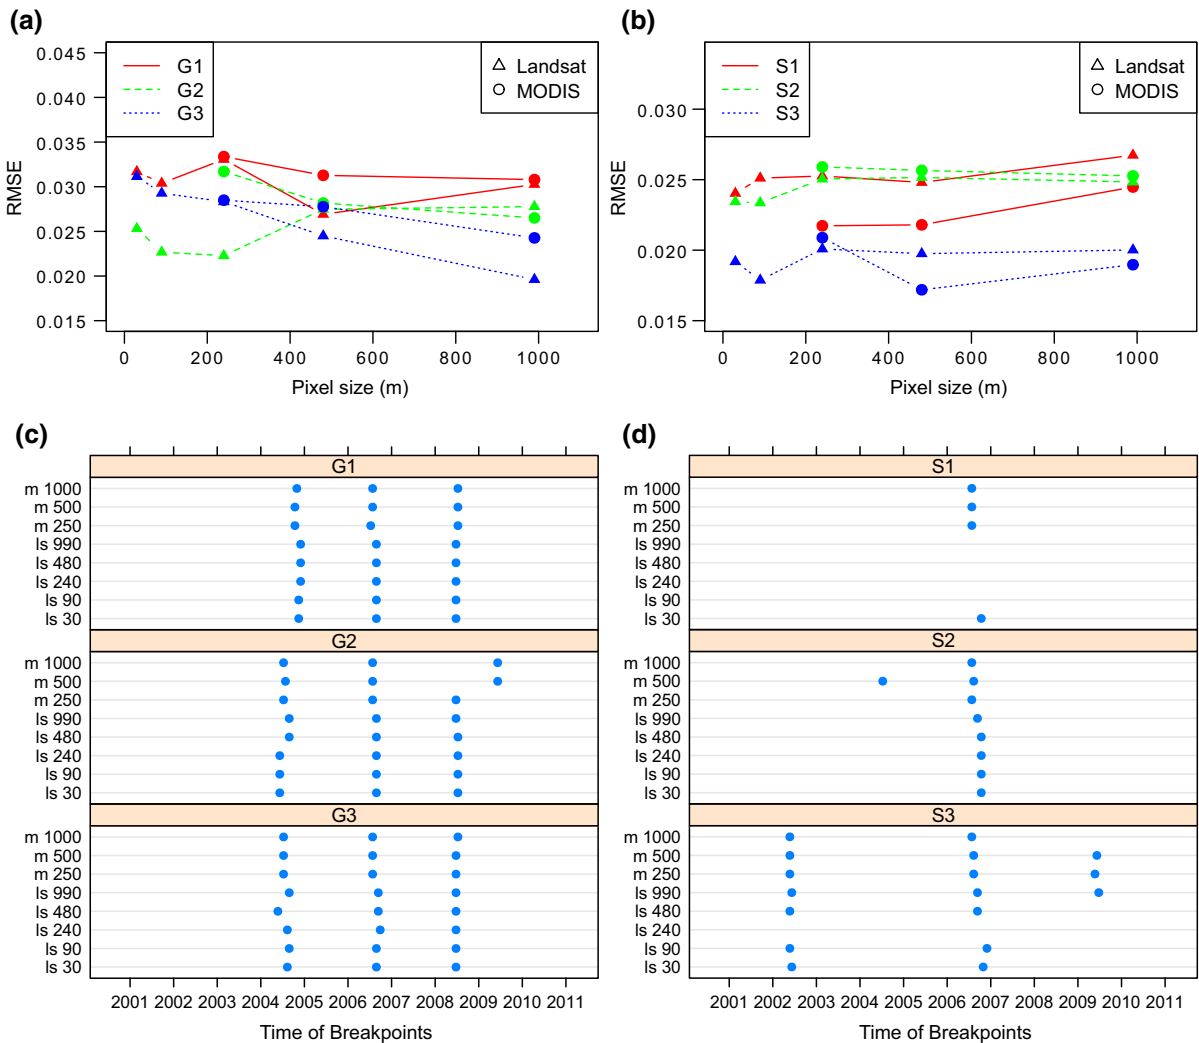 (a)
0.045
0.040
0.035
0.030
0.025
0.020
0.015
RMSE
G1
G2
G3
Landsat
MODIS
0 200 400 600 800 1000
Pixel size (m)
(b)
0.030
0.025
0.020
0.015
RMSE
S1
S2
S3
Landsat
MODIS
0 200 400 600 800 1000
Pixel size (m)
(c)
G1
m 1000
m 500
m 250
ls 990
ls 480
ls 240
ls 90
ls 30
G2
m 1000
m 500
m 250
ls 990
ls 480
ls 240
ls 90
ls 30
G3
m 1000
m 500
m 250
ls 990
ls 480
ls 240
ls 90
ls 30
2001 2002 2003 2004 2005 2006 2007 2008 2009 2010 2011
Time of Breakpoints
(d)
S1
m 1000
m 500
m 250
ls 990
ls 480
ls 240
ls 90
ls 30
S2
m 1000
m 500
m 250
ls 990
ls 480
ls 240
ls 90
ls 30
S3
m 1000
m 500
m 250
ls 990
ls 480
ls 240
ls 90
ls 30
2001 2002 2003 2004 2005 2006 2007 2008 2009 2010 2011
Time of Breakpoints